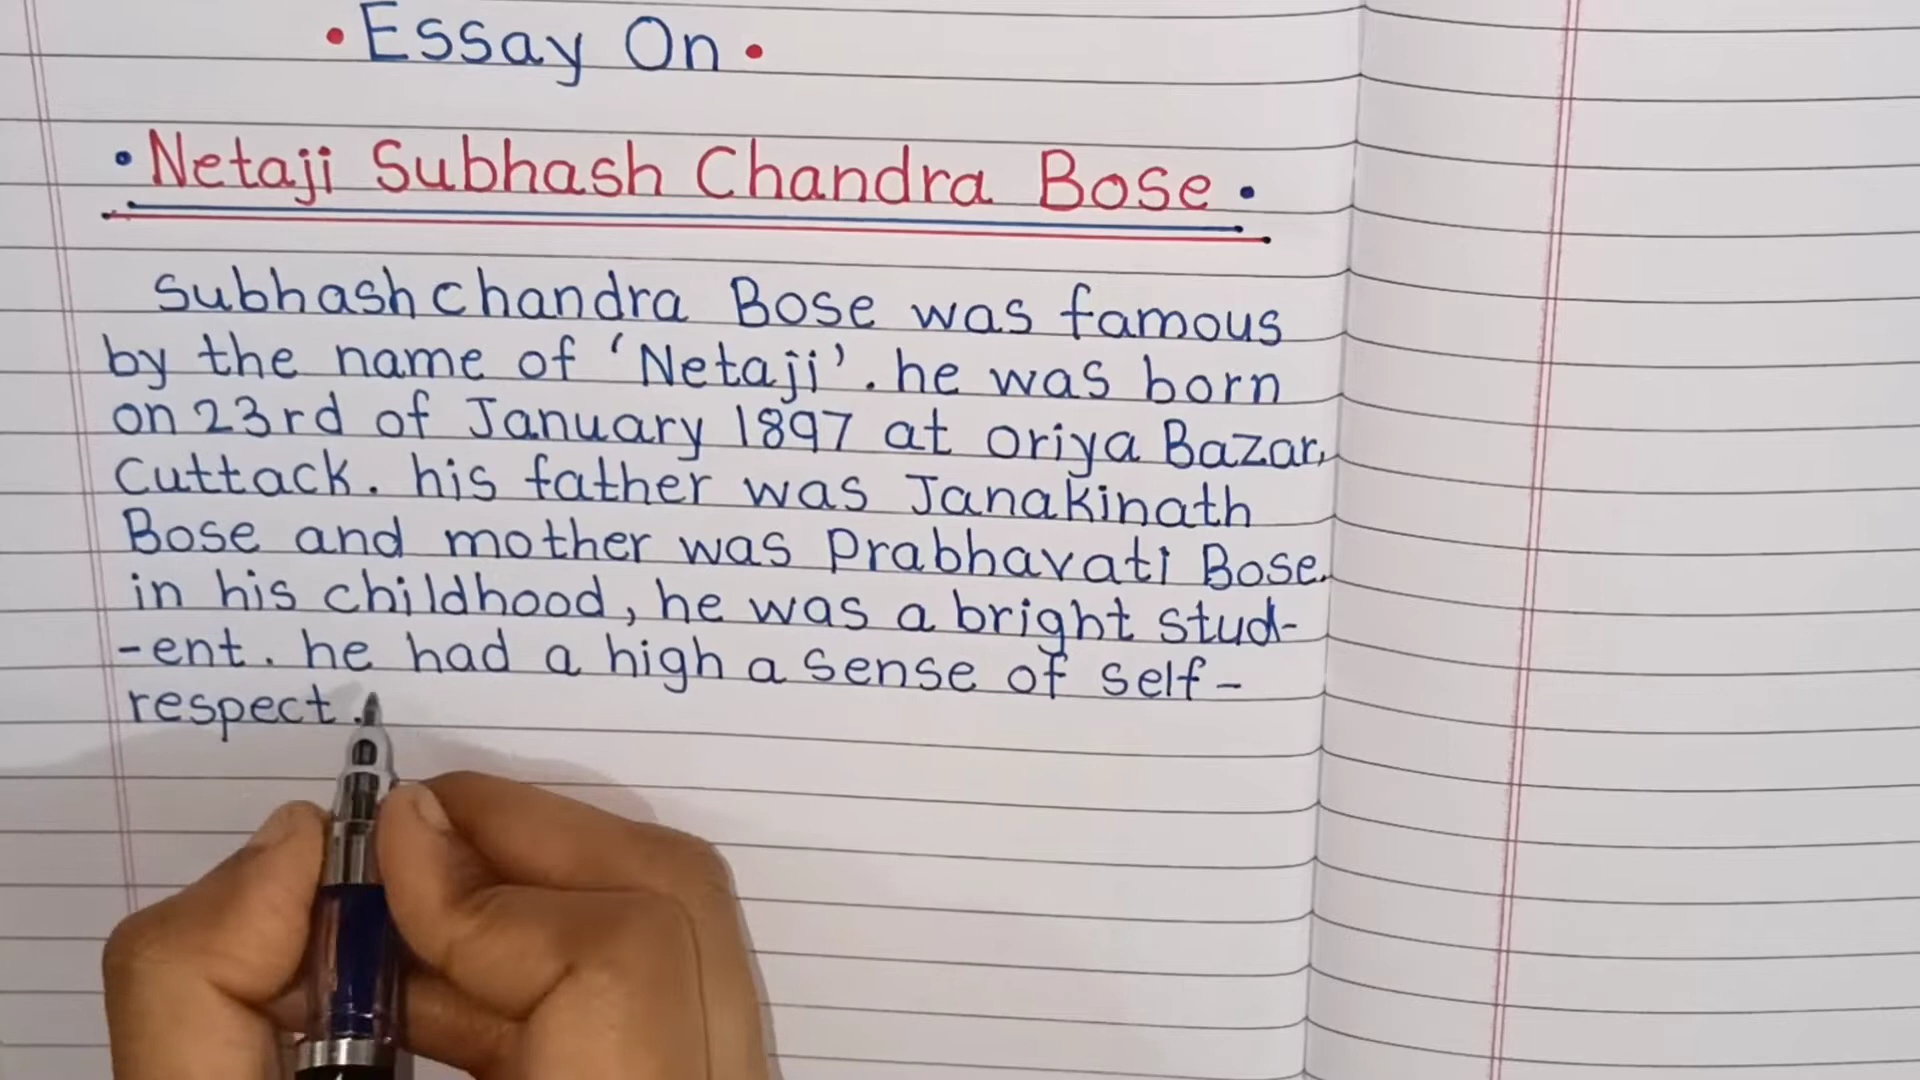 • Essay On •
• Netaji Subhash Chandra Bose •
Subhash chandra Bose was famous
by the name of ‘Netaji’. he was born
on 23rd of January 1897 at oriya Bazar,
Cuttack. his father was Janakinath
Bose and mother was Prabhavati Bose.
in his childhood, he was a bright stud-
-ent. he had a high a sense of self-
respect.